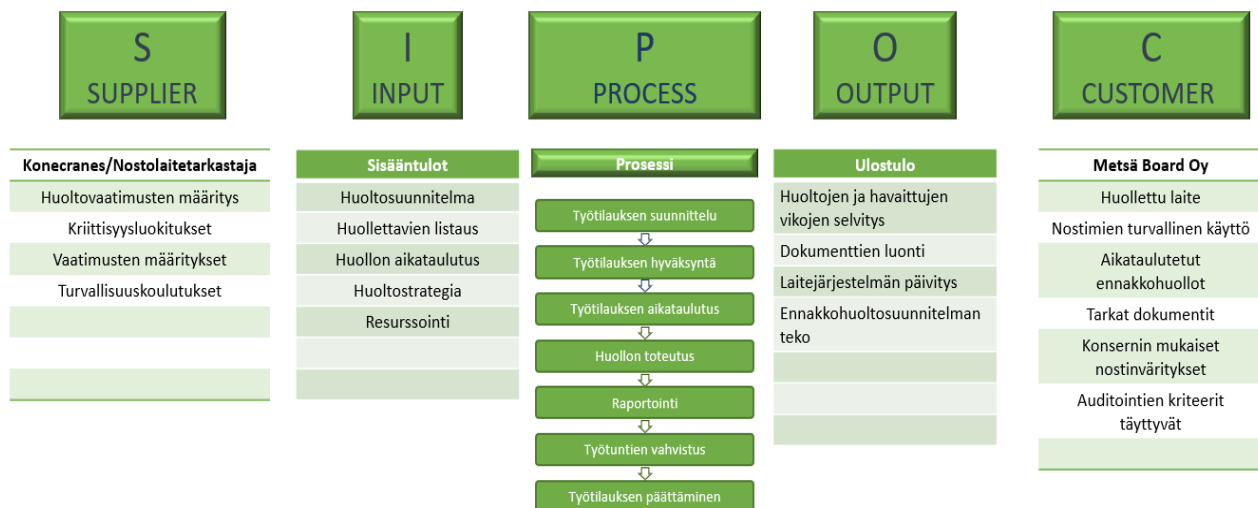 S
SUPPLIER
I
INPUT
P
PROCESS
O
OUTPUT
C
CUSTOMER
Konecranes/Nostolaitetarkastaja
Huoltovaatimusten määritys
Kriittisyysluokitukset
Vaatimusten määritykset
Turvallisuuskoulutukset
Sisääntulot
Huoltosuunnitelma
Huollettavien listaus
Huollon aikataulutus
Huoltostrategia
Resurssointi
Prosessi
Työtilauksen suunnittelu
Työtilauksen hyväksyntä
Työtilauksen aikataulutus
Huollon toteutus
Raportointi
Työtuntien vahvistus
Työtilauksen päättäminen
Ulostulo
Huoltojen ja havaittujen
vikojen selvitys
Dokumenttien luonti
Laitejärjestelmän päivitys
Ennakkohuoltosuunnitelman
teko
Metsä Board Oy
Huollettu laite
Nostimien turvallinen käyttö
Aikataulutetut
ennakkohuollot
Tarkat dokumentit
Konsernin mukaiset
nostinväritykset
Auditointien kriteerit
täyttyvät